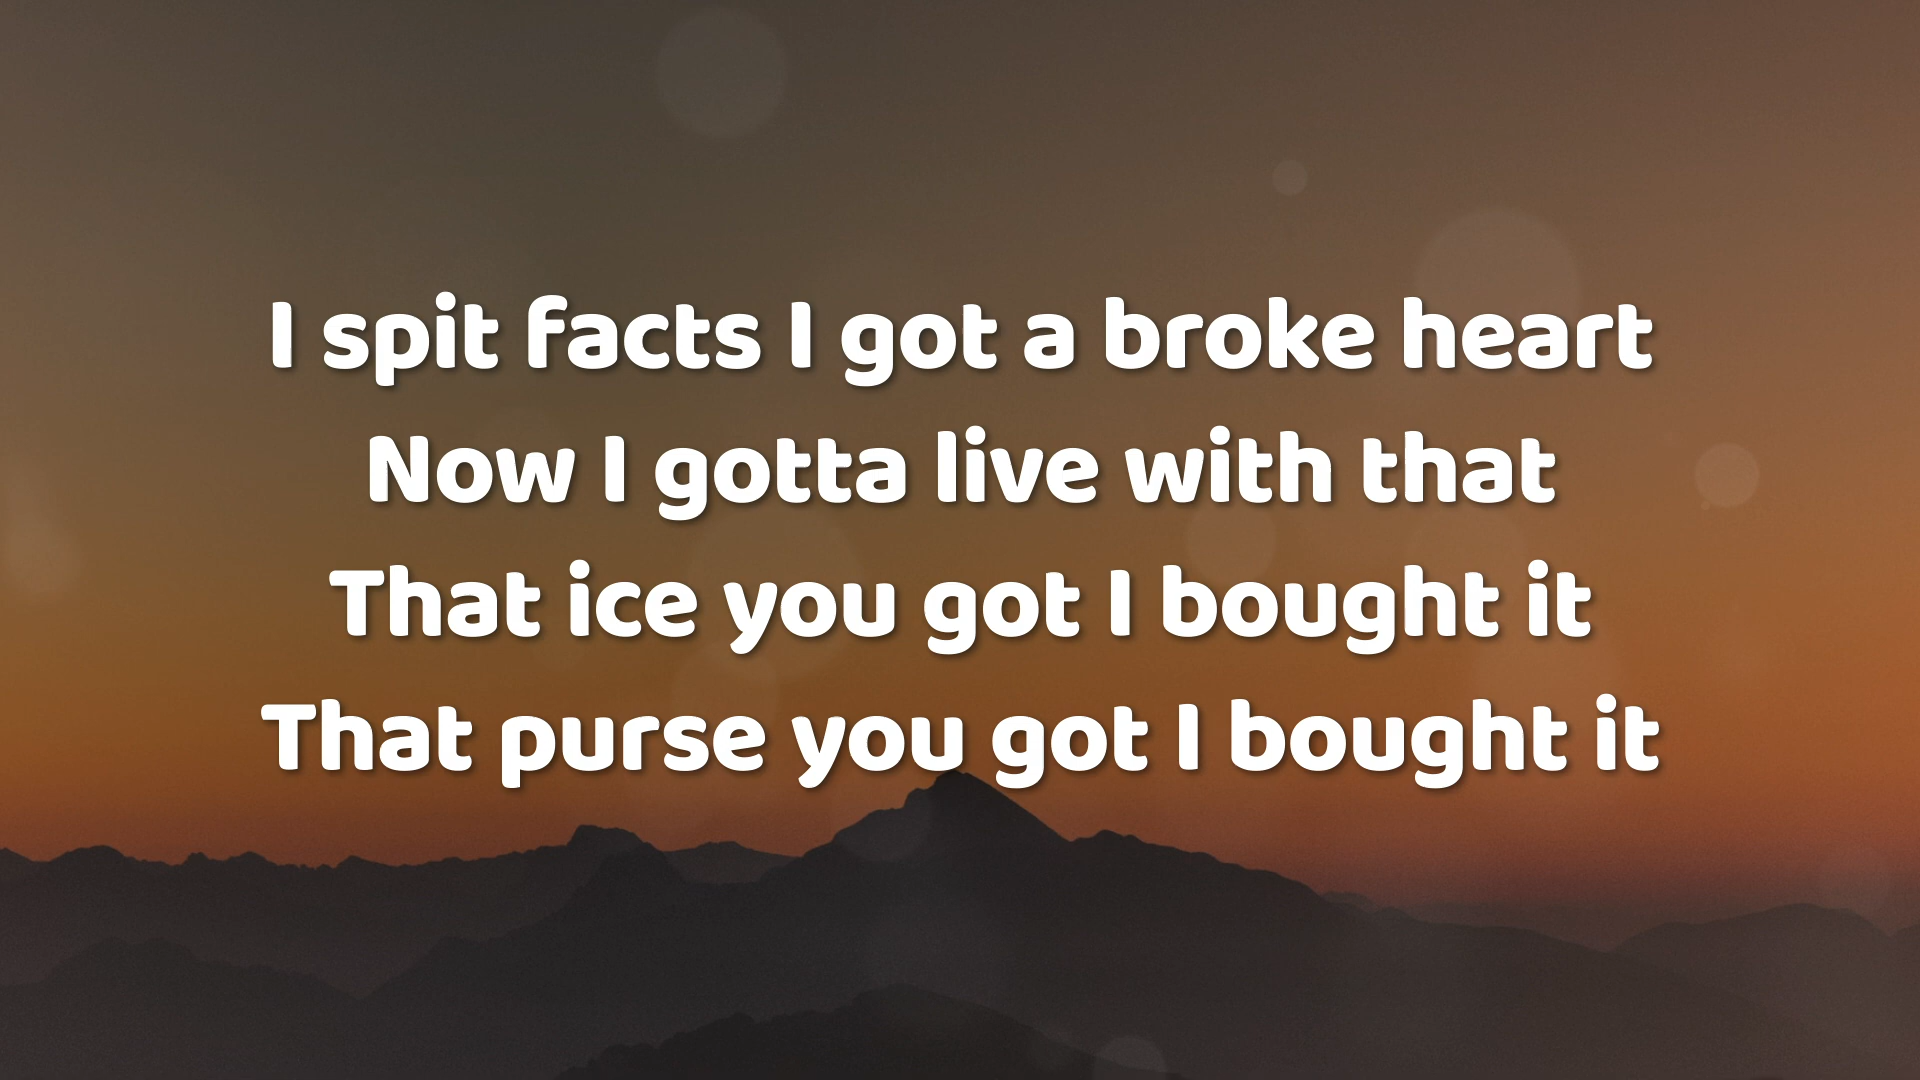 I spit facts I got a broke heart
Now I gotta live with that
That ice you got I bought it
That purse you got I bought it